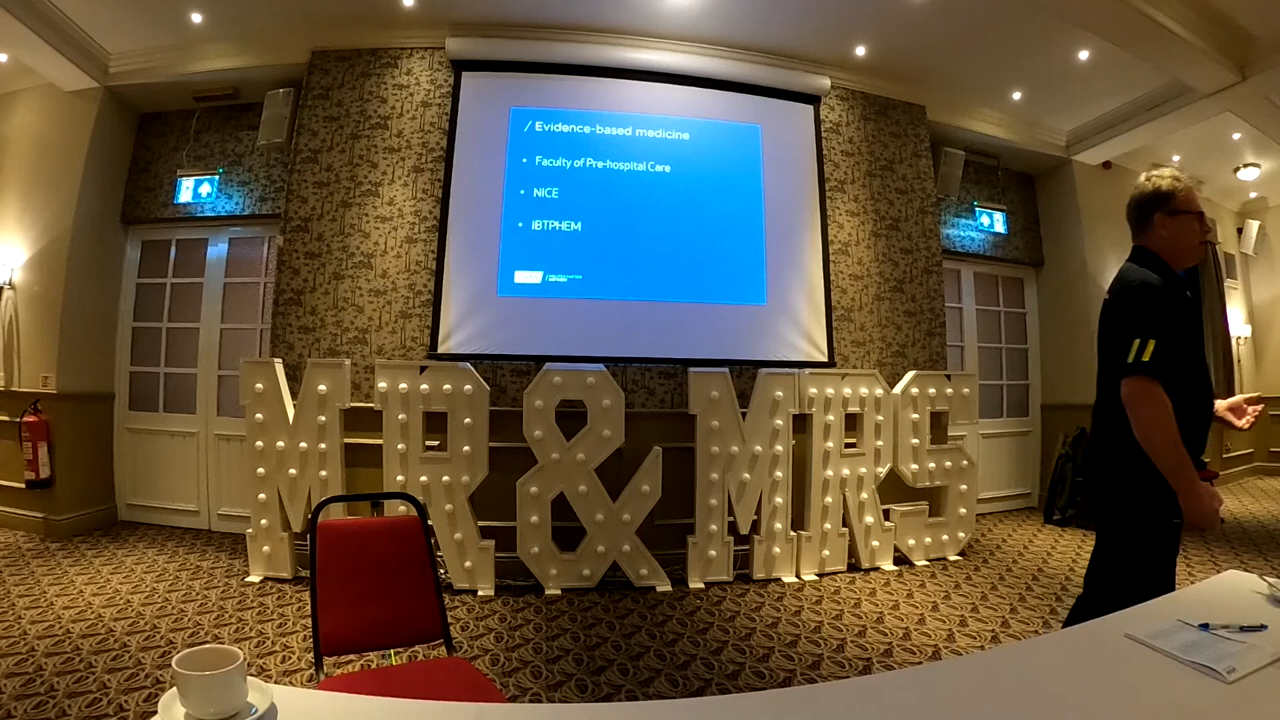 / Evidence-based medicine
• Faculty of Pre-hospital Care
• NICE
• IBTPHEM
MR & MRS